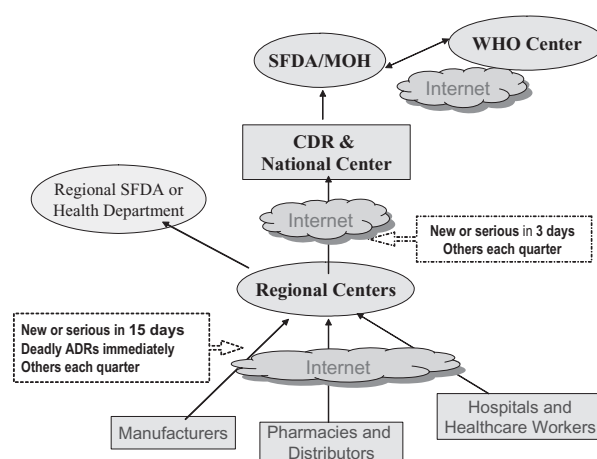 WHO Center
SFDA/MOH
Internet
CDR &
National Center
Regional SFDA or
Health Department
Internet
New or serious in 3 days
Others each quarter
Regional Centers
New or serious in 15 days
Deadly ADRs immediately
Others each quarter
Internet
Manufacturers
Pharmacies and
Distributors
Hospitals and
Healthcare Workers